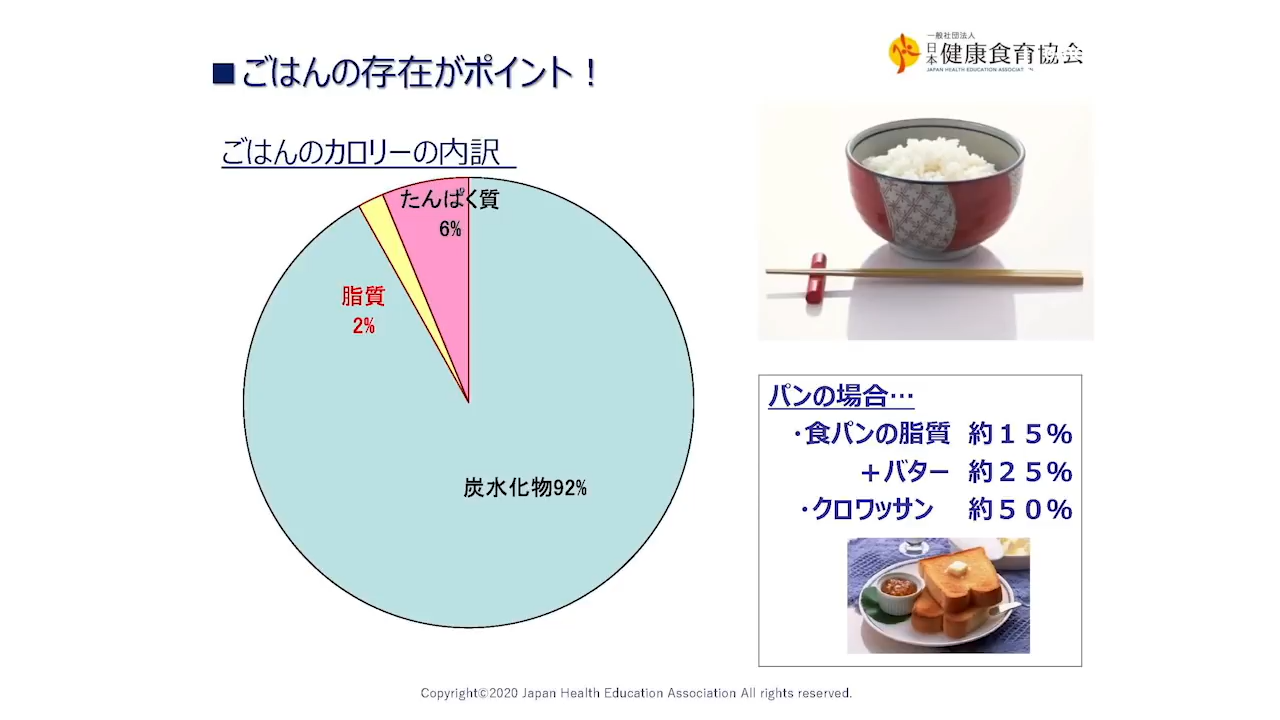 ■ごはんの存在がポイント！
一般社団法人
日本健康食育協会
JAPAN HEALTH EDUCATION ASSOCIAT
ごはんのカロリーの内訳
たんぱく質
6%
脂質
2%
炭水化物92%
パンの場合…
・食パンの脂質 約１５％
＋バター 約２５％
・クロワッサン 約５０％
Copyright©2020 Japan Health Education Association All rights reserved.